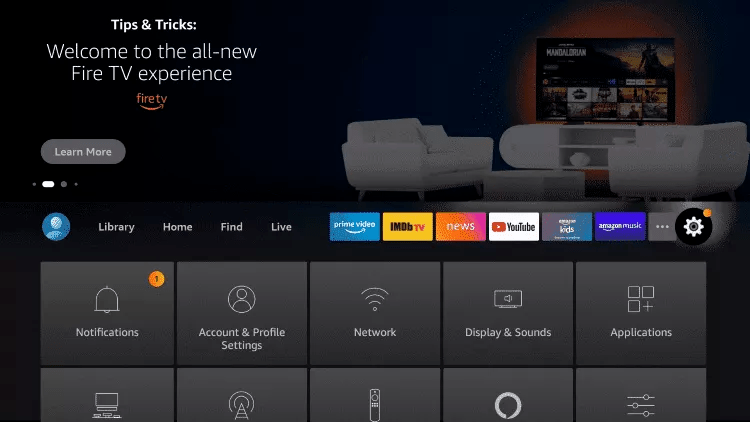 Tips & Tricks:
Welcome to the all-new
Fire TV experience
fire tv
Learn More
THE
MANDALORIAN
Library
Home
Find
Live
prime video
IMDb TV
news
YouTube
amazon
kids
amazon music
1
Notifications
Account & Profile
Settings
Network
Display & Sounds
Applications